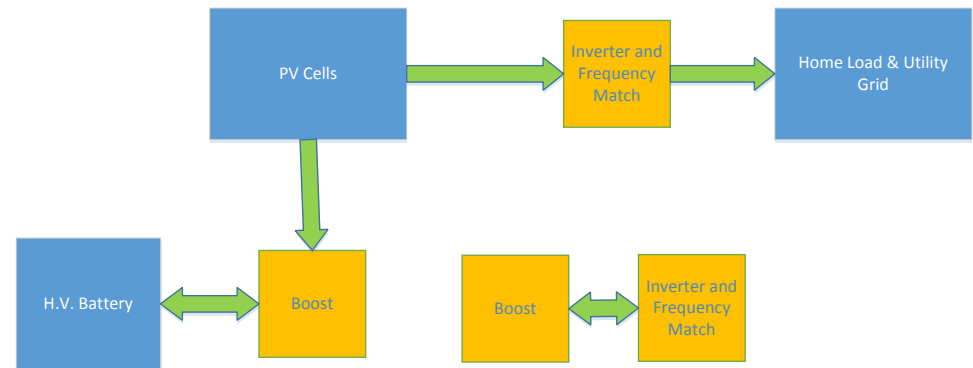 PV Cells
Inverter and
Frequency
Match
Home Load & Utility
Grid
H.V. Battery
Boost
Boost
Inverter and
Frequency
Match